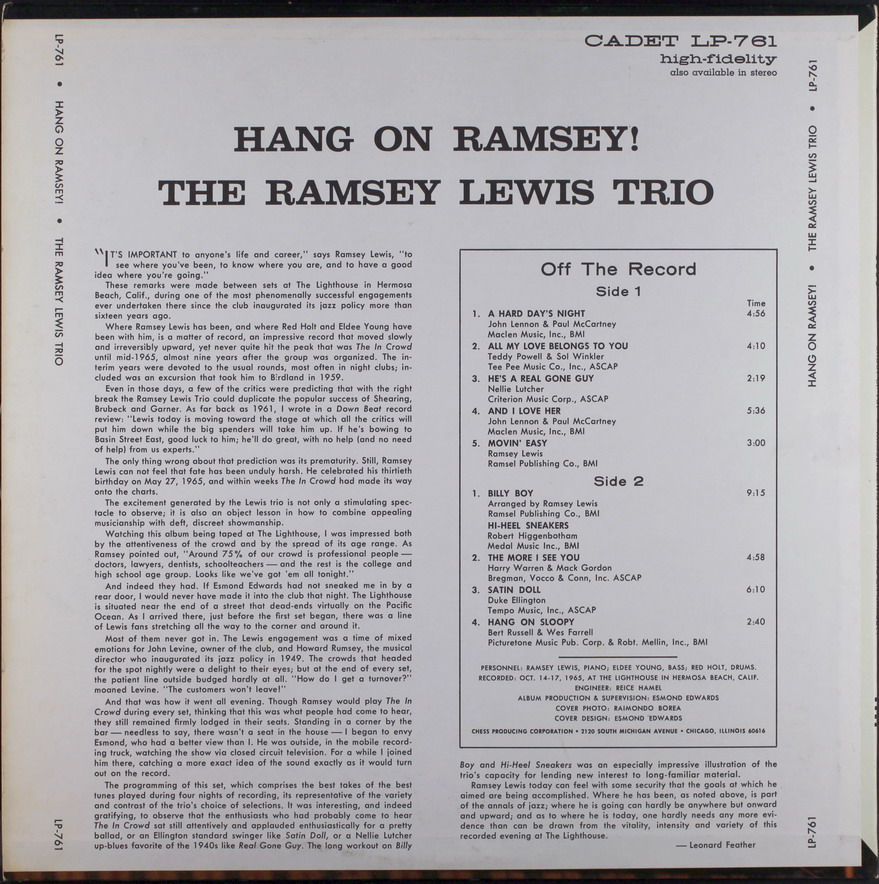 CADET LP-761
high-fidelity
also available in stereo
HANG ON RAMSEY!
THE RAMSEY LEWIS TRIO
LP-761 • HANG ON RAMSEY! • THE RAMSEY LEWIS TRIO
LP-761
"IT'S IMPORTANT to anyone's life and career," says Ramsey Lewis, "to
see where you've been, to know where you are, and to have a good
idea where you're going."
These remarks were made between sets at The Lighthouse in Hermosa
Beach, Calif., during one of the most phenomenally successful engagements
ever undertaken there since the club inaugurated its jazz policy more than
sixteen years ago.
Where Ramsey Lewis has been, and where Red Holt and Eldee Young have
been with him, is a matter of record, an impressive record that moved slowly
and irreversibly upward, yet never quite hit the peak that was The In Crowd
until mid-1965, almost nine years after the group was organized. The in-
terim years were devoted to the usual rounds, most often in night clubs; in-
cluded was an excursion that took him to Birdland in 1959.
Even in those days, a few of the critics were predicting that with the right
break the Ramsey Lewis Trio could duplicate the popular success of Shearing,
Brubeck and Garner. As far back as 1961, I wrote in a Down Beat record
review: "Lewis today is moving toward the stage at which all the critics will
put him down while the big spenders will take him up. If he's bowing to
Basin Street East, good luck to him; he'll do great, with no help (and no need
of help) from us experts."
The only thing wrong about that prediction was its prematurity. Still, Ramsey
Lewis can not feel that fate has been unduly harsh. He celebrated his thirtieth
birthday on May 27, 1965, and within weeks The In Crowd had made its way
onto the charts.
The excitement generated by the Lewis trio is not only a stimulating spec-
tacle to observe; it is also an object lesson in how to combine appealing
musicianship with deft, discreet showmanship.
Watching this album being taped at The Lighthouse, I was impressed both
by the attentiveness of the crowd and by the spread of its age range. As
Ramsey pointed out, "Around 75% of our crowd is professional people —
doctors, lawyers, dentists, schoolteachers — and the rest is the college and
high school age group. Looks like we've got 'em all tonight."
And indeed they had. If Esmond Edwards had not sneaked me in by a
rear door, I would never have made it into the club that night. The Lighthouse
is situated near the end of a street that dead-ends virtually on the Pacific
Ocean. As I arrived there, just before the first set began, there was a line
of Lewis fans stretching all the way to the corner and around it.
Most of them never got in. The Lewis engagement was a time of mixed
emotions for John Levine, owner of the club, and Howard Rumsey, the musical
director who inaugurated its jazz policy in 1949. The crowds that headed
for the spot nightly were a delight to their eyes; but at the end of every set,
the patient line outside budged hardly at all. "How do I get a turnover?"
moaned Levine. "The customers won't leave!"
And that was how it went all evening. Though Ramsey would play The In
Crowd during every set, thinking that this was what people had come to hear,
they still remained firmly lodged in their seats. Standing in a corner by the
bar — needless to say, there wasn't a seat in the house — I began to envy
Esmond, who had a better view than I. He was outside, in the mobile record-
ing truck, watching the show via closed circuit television. For a while I joined
him there, catching a more exact idea of the sound exactly as it would turn
out on the record.
The programming of this set, which comprises the best takes of the best
tunes played during four nights of recording, its representative of the variety
and contrast of the trio's choice of selections. It was interesting, and indeed
gratifying, to observe that the enthusiasts who had probably come to hear
The In Crowd sat still attentively and applauded enthusiastically for a pretty
ballad, or an Ellington standard swinger like Satin Doll, or a Nellie Lutcher
up-blues favorite of the 1940s like Real Gone Guy. The long workout on Billy
Off The Record
Side 1
Time
1. A HARD DAY'S NIGHT 4:56
John Lennon & Paul McCartney
Maclen Music, Inc., BMI
2. ALL MY LOVE BELONGS TO YOU 4:10
Teddy Powell & Sol Winkler
Tee Pee Music Co., Inc., ASCAP
3. HE'S A REAL GONE GUY 2:19
Nellie Lutcher
Criterion Music Corp., ASCAP
4. AND I LOVE HER 5:36
John Lennon & Paul McCartney
Maclen Music, Inc., BMI
5. MOVIN' EASY 3:00
Ramsey Lewis
Ramsel Publishing Co., BMI
Side 2
1. BILLY BOY 9:15
Arranged by Ramsey Lewis
Ramsel Publishing Co., BMI
HI-HEEL SNEAKERS
Robert Higgenbotham
Medal Music Inc., BMI
2. THE MORE I SEE YOU 4:58
Harry Warren & Mack Gordon
Bregman, Vocco & Conn, Inc. ASCAP
3. SATIN DOLL 6:10
Duke Ellington
Tempo Music, Inc., ASCAP
4. HANG ON SLOOPY 2:40
Bert Russell & Wes Farrell
Picturetone Music Pub. Corp. & Robt. Mellin, Inc., BMI
PERSONNEL: RAMSEY LEWIS, PIANO; ELDEE YOUNG, BASS; RED HOLT, DRUMS.
RECORDED: OCT. 14-17, 1965, AT THE LIGHTHOUSE IN HERMOSA BEACH, CALIF.
ENGINEER: REICE HAMEL
ALBUM PRODUCTION & SUPERVISION: ESMOND EDWARDS
COVER PHOTO: RAIMONDO BOREA
COVER DESIGN: ESMOND EDWARDS
CHESS PRODUCING CORPORATION • 2120 SOUTH MICHIGAN AVENUE • CHICAGO, ILLINOIS 60616
Boy and Hi-Heel Sneakers was an especially impressive illustration of the
trio's capacity for lending new interest to long-familiar material.
Ramsey Lewis today can feel with some security that the goals at which he
aimed are being accomplished. Where he has been, as noted above, is part
of the annals of jazz; where he is going can hardly be anywhere but onward
and upward; and as to where he is today, one hardly needs any more evi-
dence than can be drawn from the vitality, intensity and variety of this
recorded evening at The Lighthouse.
— Leonard Feather
HANG ON RAMSEY! • THE RAMSEY LEWIS TRIO • LP-761
LP-761